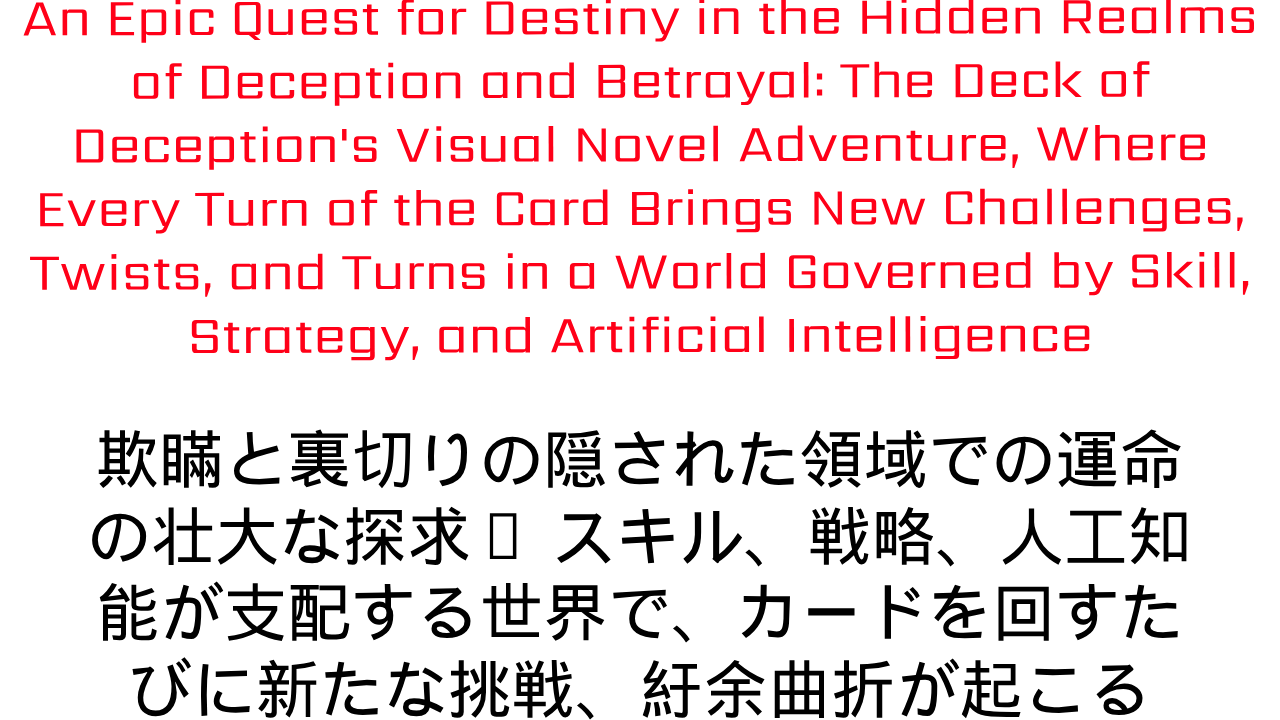 An Epic Quest for Destiny in the Hidden Realms
of Deception and Betrayal: The Deck of
Deception's Visual Novel Adventure, Where
Every Turn of the Card Brings New Challenges,
Twists, and Turns in a World Governed by Skill,
Strategy, and Artificial Intelligence
欺瞞と裏切りの隠された領域での運命
の壮大な探求 スキル、戦略、人工知
能が支配する世界で、カードを回すた
びに新たな挑戦、紆余曲折が起こる